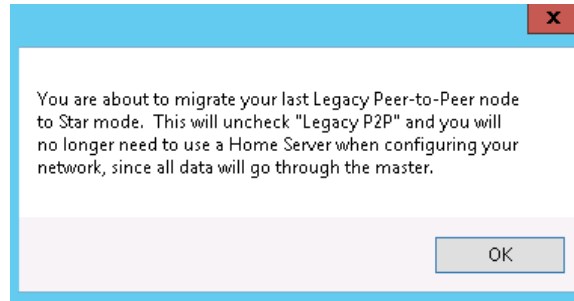 You are about to migrate your last Legacy Peer-to-Peer node
to Star mode.  This will uncheck "Legacy P2P" and you will
no longer need to use a Home Server when configuring your
network, since all data will go through the master.
OK